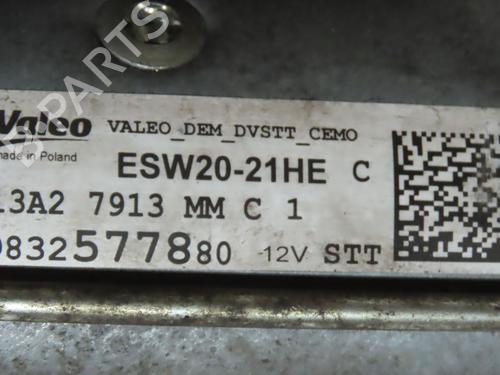 Valeo VALEO_DEM_DVSTT_CEMO
made in Poland ESW20-21HE C
13A2 7913 MM C 1
9832577880 12V STT